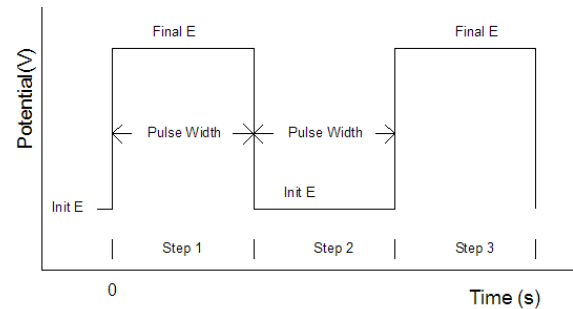 Final E
Final E
Potential(V)
Pulse Width
Pulse Width
Init E
Init E
Step 1
Step 2
Step 3
0
Time (s)